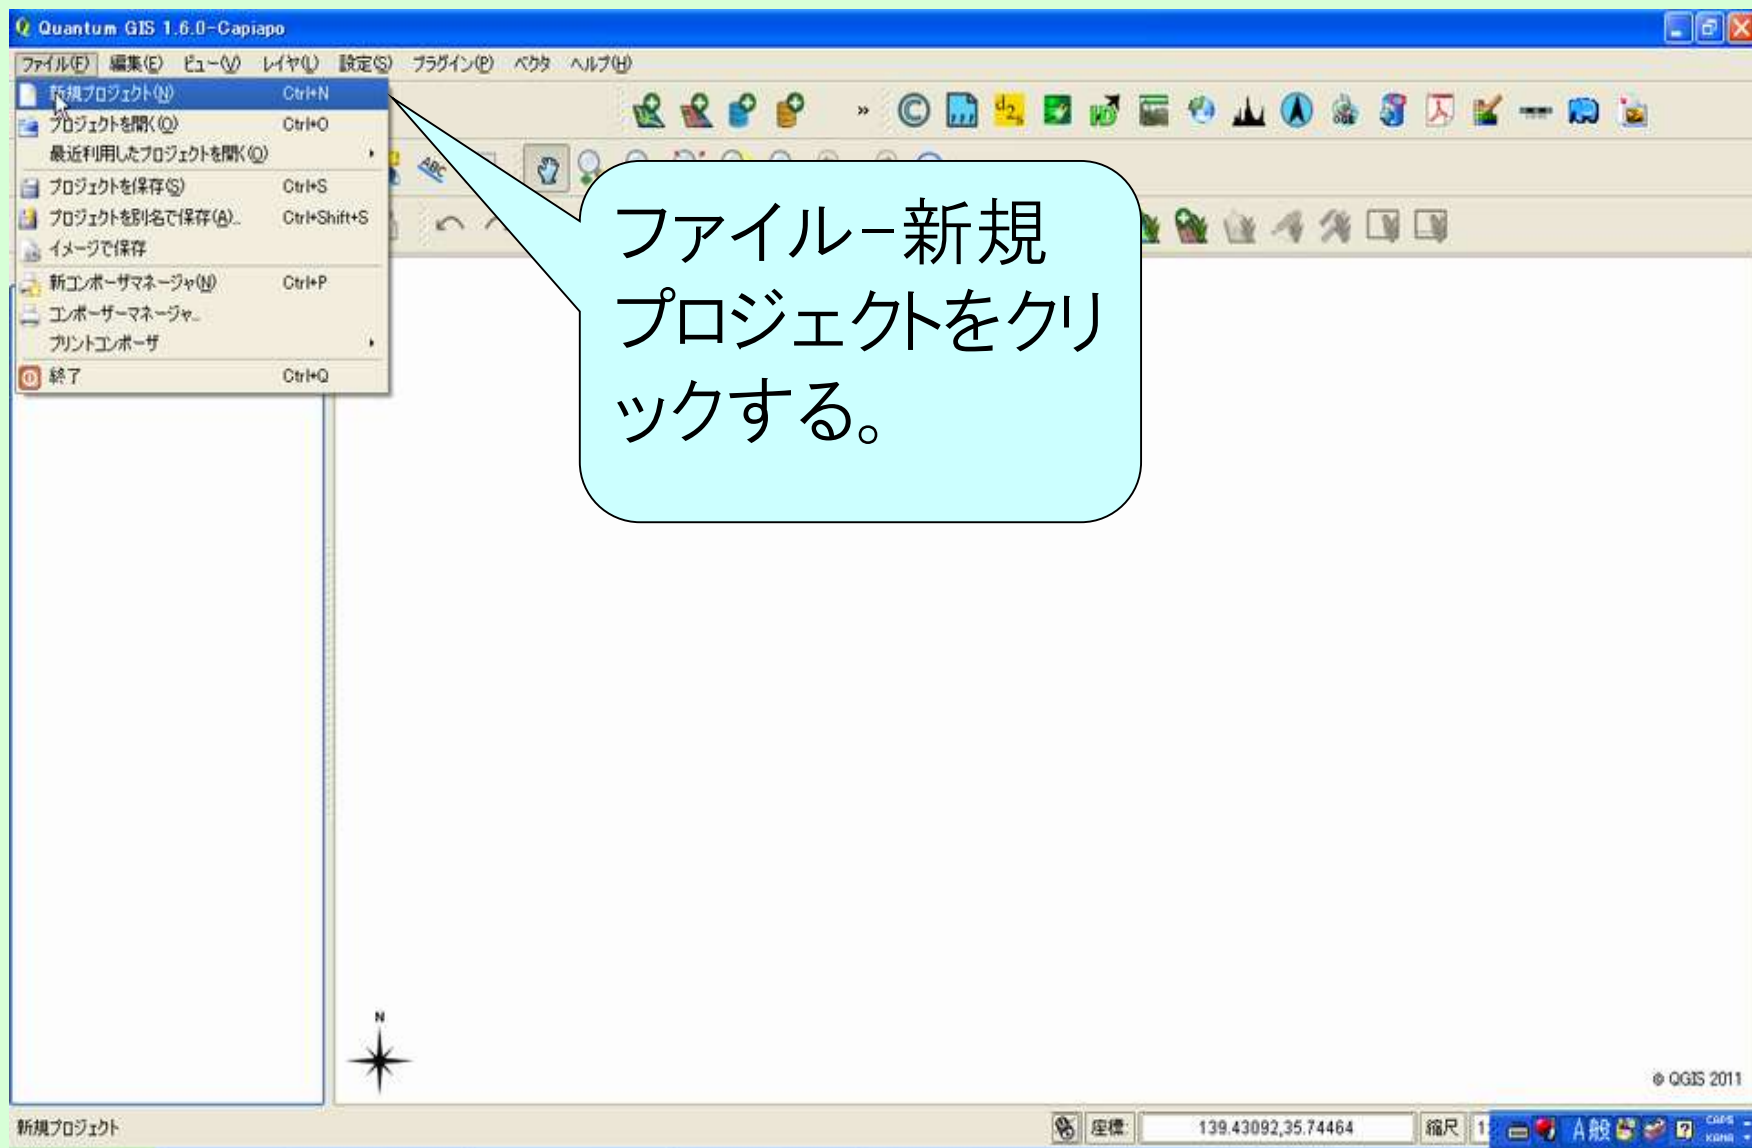 Quantum GIS 1.6.0-Capiapo
ファイル(F) 編集(E) ビュー(V) レイヤ(L) 設定(S) プラグイン(P) ベクタ ヘルプ(H)
新規プロジェクト(N) Ctrl+N
プロジェクトを開く(O) Ctrl+O
最近利用したプロジェクトを開く(O)
プロジェクトを保存(S) Ctrl+S
プロジェクトを別名で保存(A)... Ctrl+Shift+S
イメージで保存
新コンポーザマネージャ(N) Ctrl+P
コンポーザーマネージャ...
プリントコンポーザ
終了 Ctrl+Q
ABC
ファイル-新規
プロジェクトをクリ
ックする。
N
© QGIS 2011
新規プロジェクト
座標:
139.43092,35.74464
縮尺
A 般
CAPS
KANA